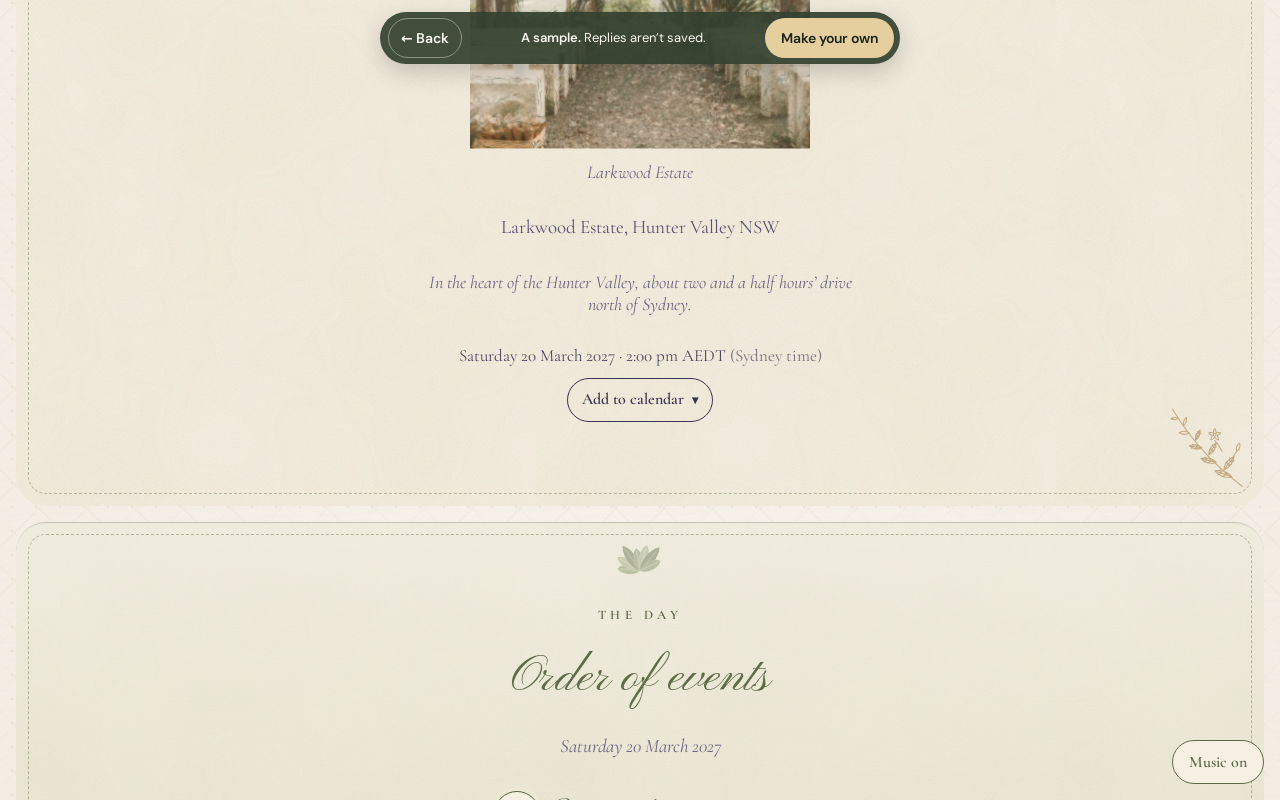 ← Back
A sample. Replies aren’t saved.
Make your own
Larkwood Estate
Larkwood Estate, Hunter Valley NSW
In the heart of the Hunter Valley, about two and a half hours’ drive
north of Sydney.
Saturday 20 March 2027 · 2:00 pm AEDT (Sydney time)
Add to calendar ▾
THE DAY
Order of events
Saturday 20 March 2027
Music on